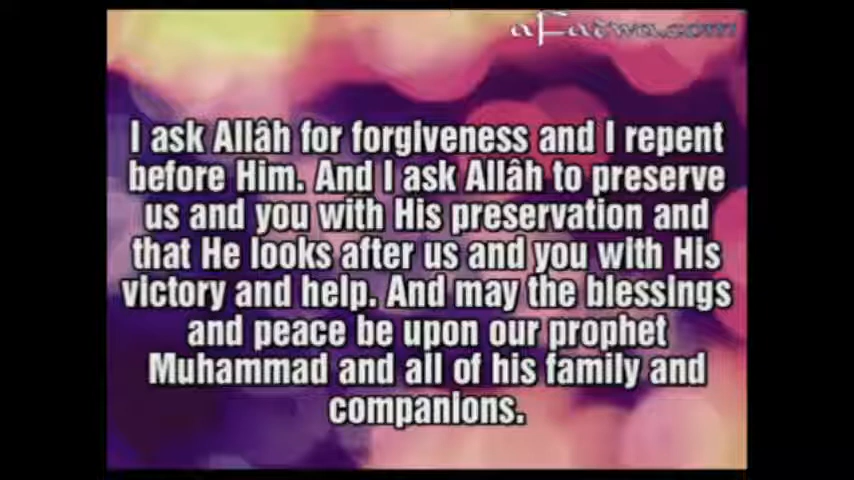 aFatwa.com
I ask Allâh for forgiveness and I repent
before Him. And I ask Allâh to preserve
us and you with His preservation and
that He looks after us and you with His
victory and help. And may the blessings
and peace be upon our prophet
Muhammad and all of his family and
companions.